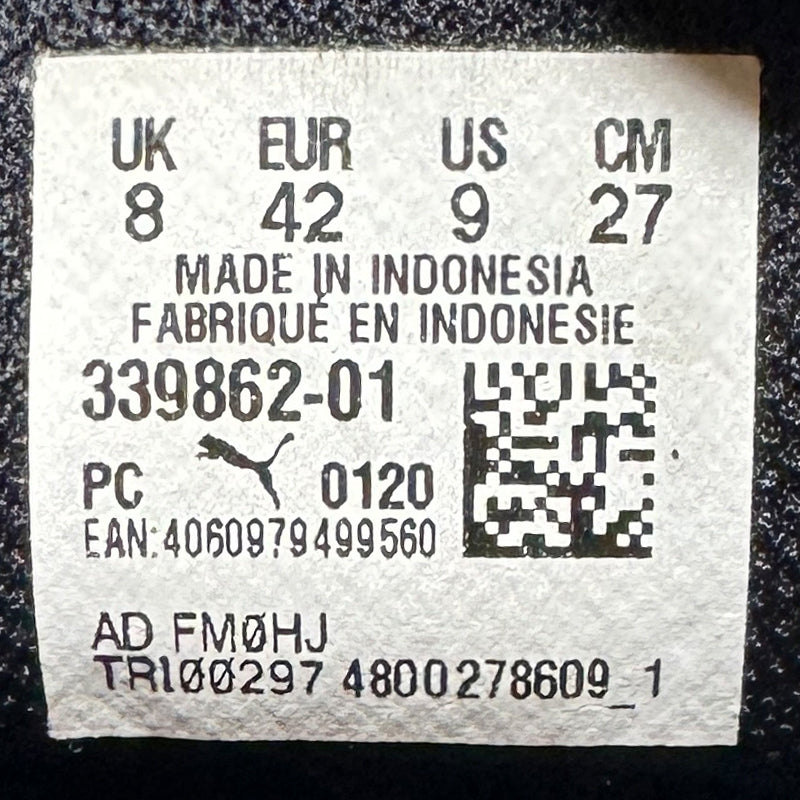 UK EUR US CM
8 42 9 27
MADE IN INDONESIA
FABRIQUÉ EN INDONESIE
339862-01
PC 0120
EAN:4060979499560
AD FM0HJ
TR100297 4800278609_1